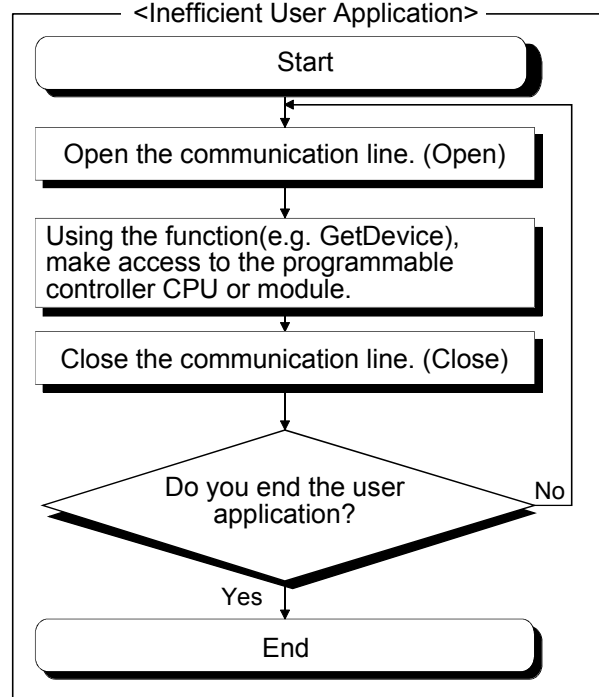 <Inefficient User Application>
Start
Open the communication line. (Open)
Using the function(e.g. GetDevice),
make access to the programmable
controller CPU or module.
Close the communication line. (Close)
Do you end the user
application?
No
Yes
End